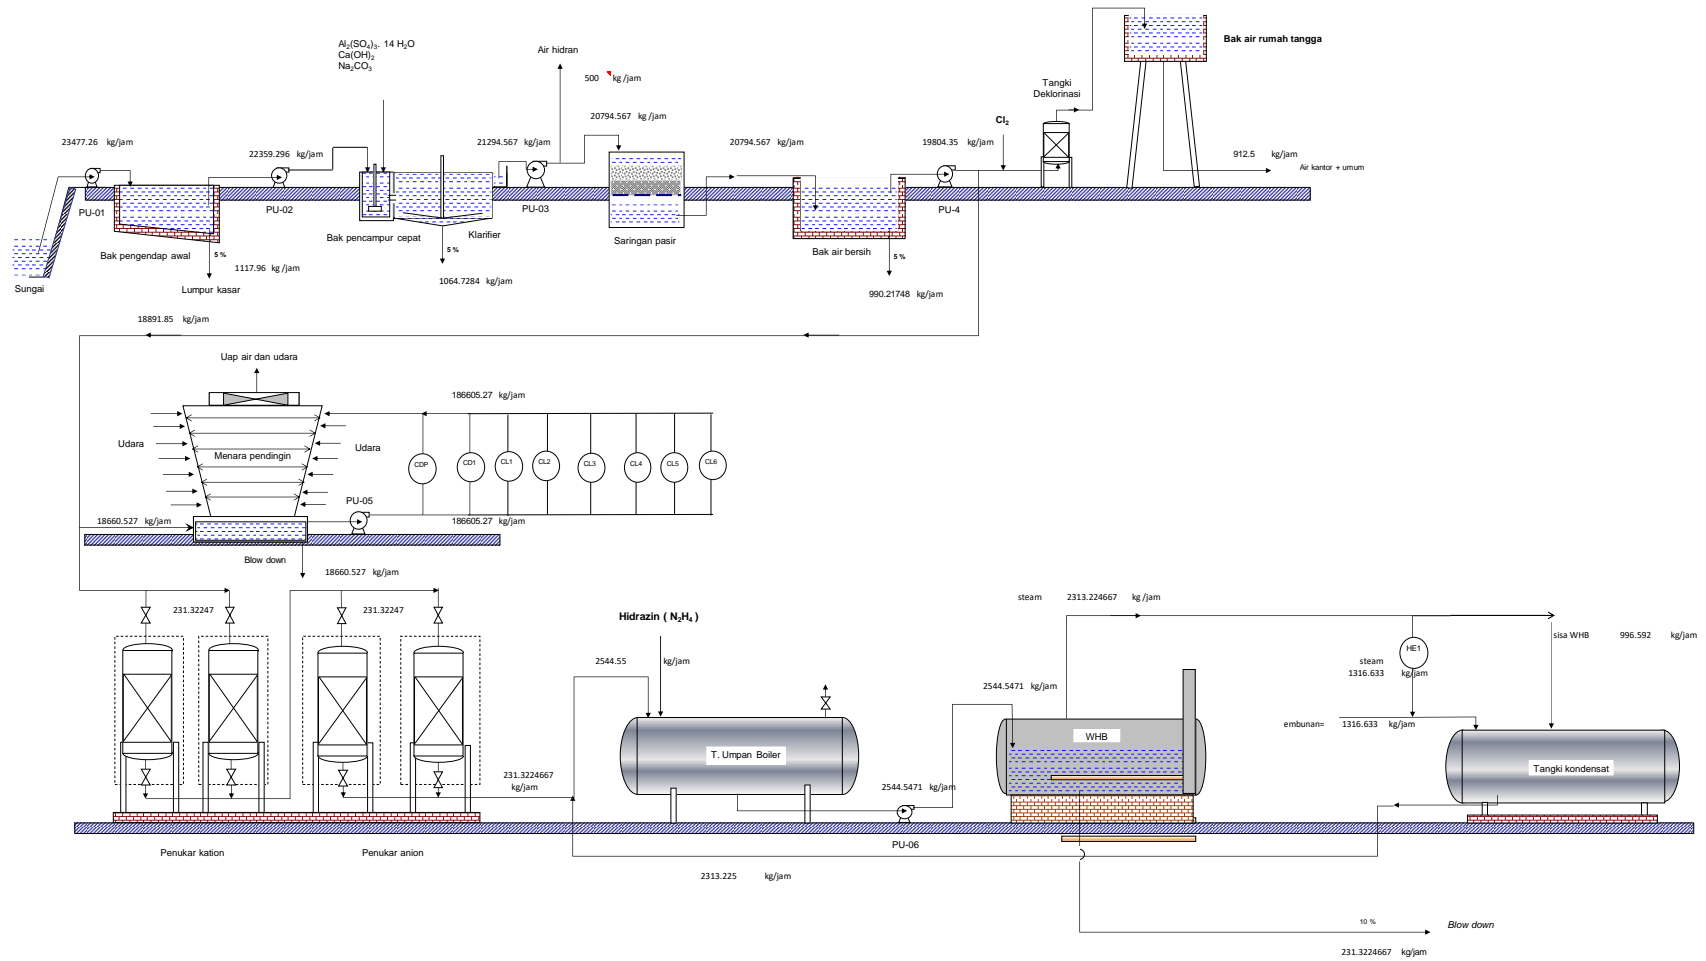 Al₂(SO₄)₃. 14 H₂O
Ca(OH)₂
Na₂CO₃
Air hidran
500 kg /jam
Bak air rumah tangga
Tangki
Deklorinasi
Cl₂
23477.26 kg/jam
22359.296 kg/jam
21294.567 kg/jam
20794.567 kg /jam
20794.567 kg/jam
19804.35 kg/jam
912.5 kg/jam
Air kantor + umum
PU-01
PU-02
PU-03
PU-4
Bak pengendap awal
Bak pencampur cepat
Klarifier
Saringan pasir
Bak air bersih
5 %
5 %
5 %
1117.96 kg /jam
1064.7284 kg/jam
990.21748 kg/jam
Sungai
Lumpur kasar
18891.85 kg/jam
Uap air dan udara
186605.27 kg/jam
Udara
Udara
Menara pendingin
CDP
CD1
CL1
CL2
CL3
CL4
CL5
CL6
PU-05
18660.527 kg/jam
186605.27 kg/jam
Blow down
18660.527 kg/jam
231.32247
231.32247
Hidrazin ( N₂H₄ )
steam 2313.224667 kg /jam
2544.55 kg/jam
2544.5471 kg/jam
HE1
sisa WHB 996.592 kg/jam
steam
1316.633 kg/jam
embunan= 1316.633 kg/jam
T. Umpan Boiler
WHB
Tangki kondensat
231.3224667
kg/jam
2544.5471 kg/jam
PU-06
Penukar kation
Penukar anion
2313.225 kg/jam
10 %
Blow down
231.3224667 kg/jam